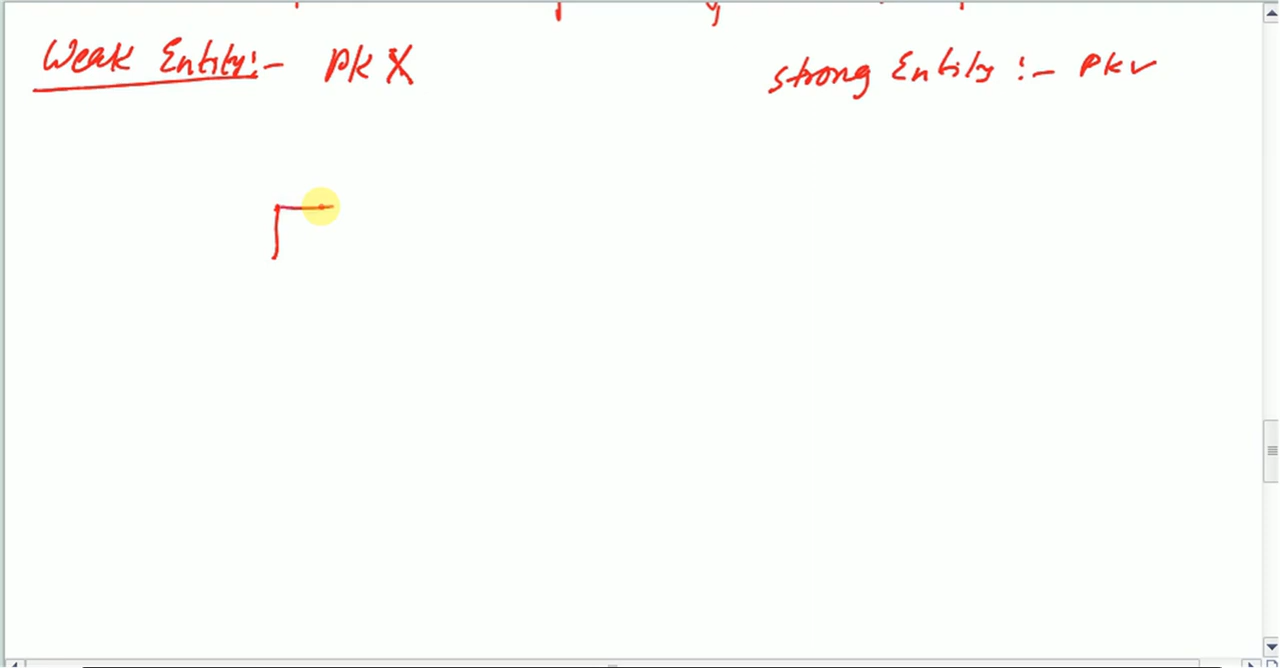 Weak Entity:- PK X
strong Entity:- PK✓